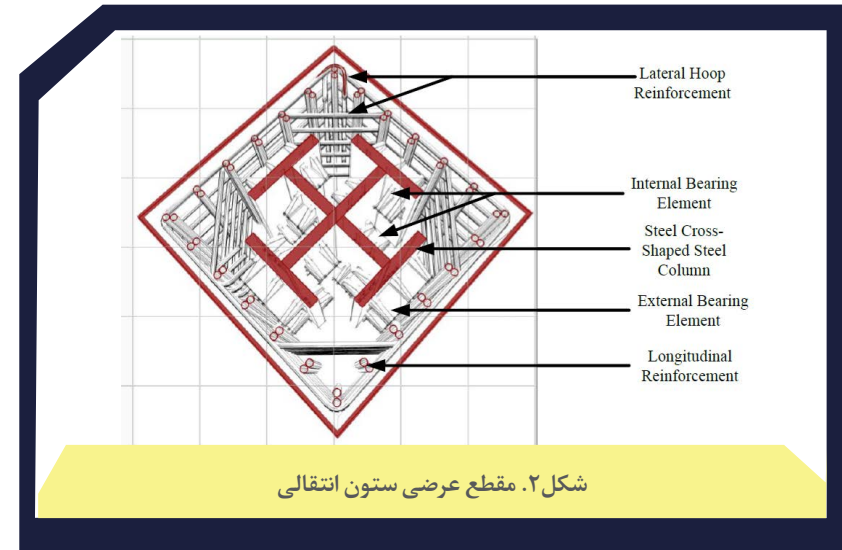 Lateral Hoop
Reinforcement
Internal Bearing
Element
Steel Cross-
Shaped Steel
Column
External Bearing
Element
Longitudinal
Reinforcement
شکل۲. مقطع عرضی ستون انتقالی